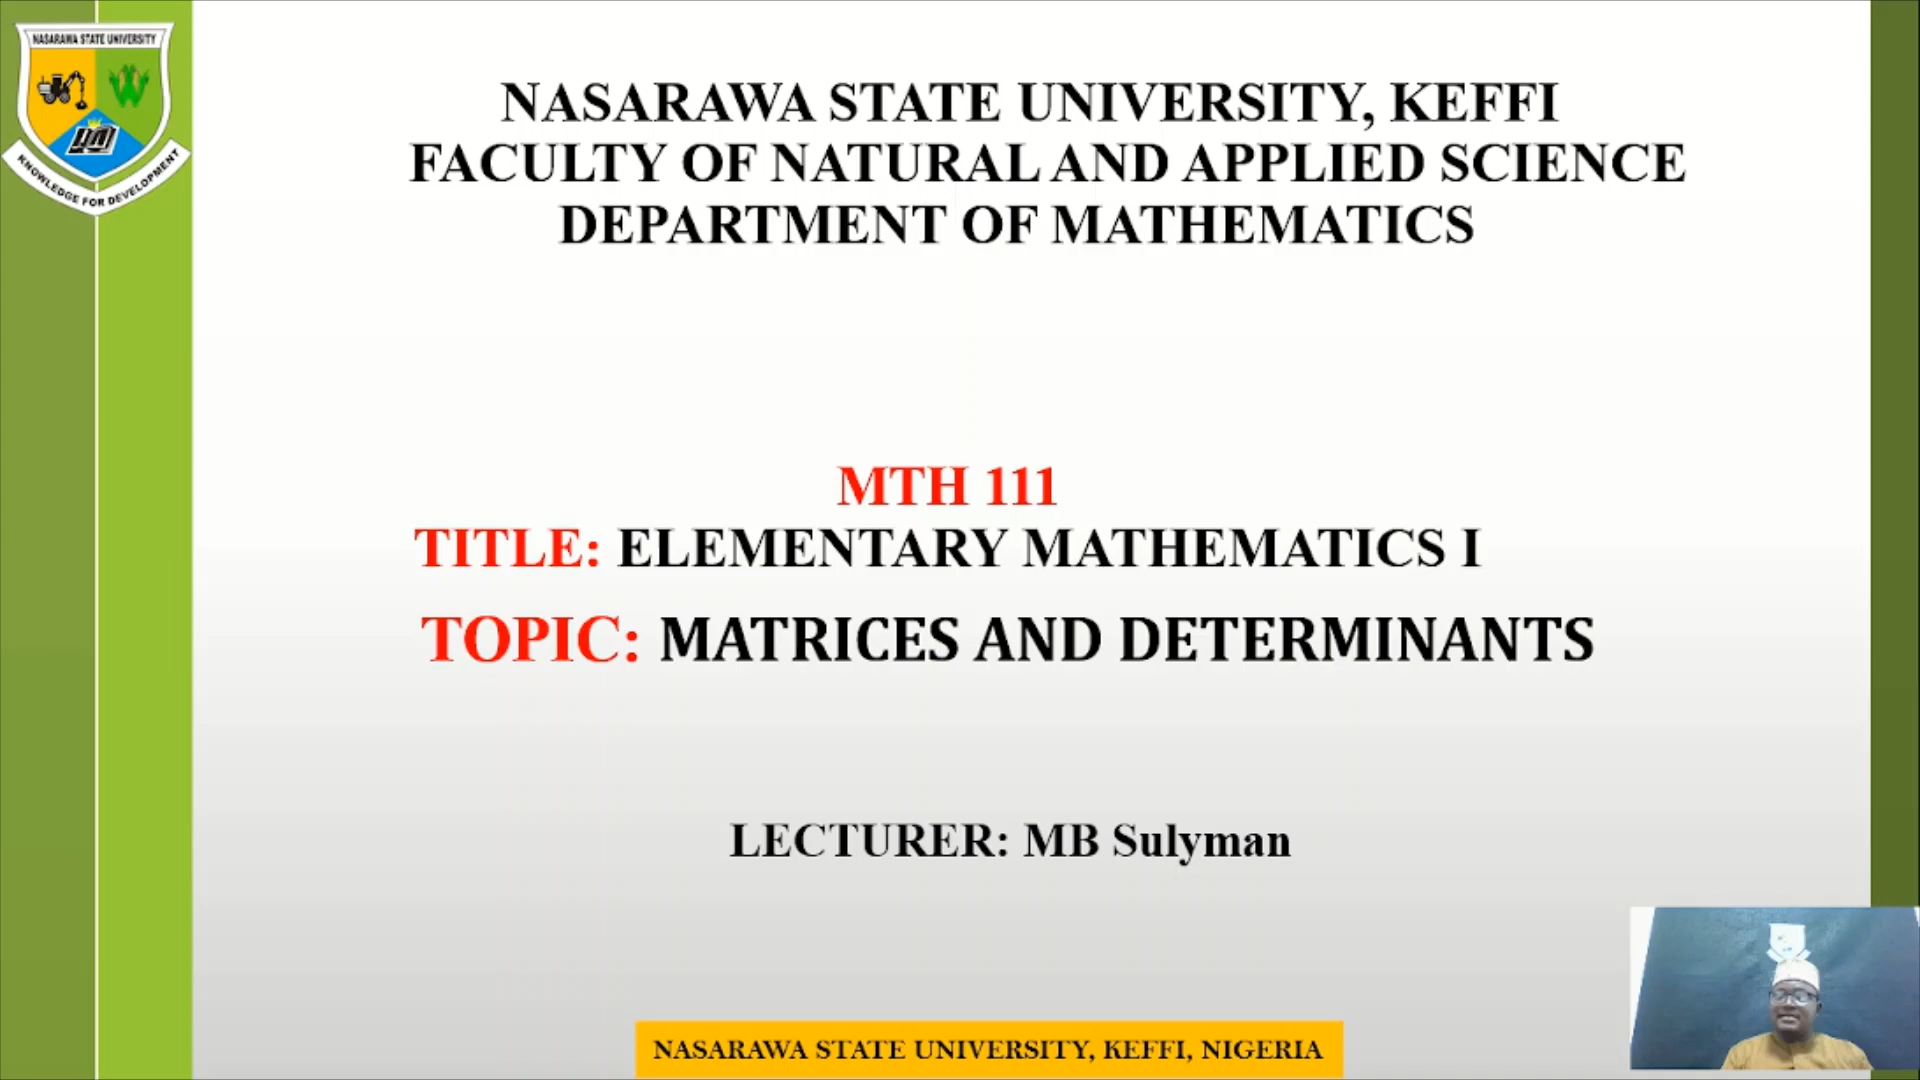 NASARAWA STATE UNIVERSITY
KNOWLEDGE FOR DEVELOPMENT
NASARAWA STATE UNIVERSITY, KEFFI
FACULTY OF NATURAL AND APPLIED SCIENCE
DEPARTMENT OF MATHEMATICS
MTH 111
TITLE: ELEMENTARY MATHEMATICS I
TOPIC: MATRICES AND DETERMINANTS
LECTURER: MB Sulyman
NASARAWA STATE UNIVERSITY, KEFFI, NIGERIA